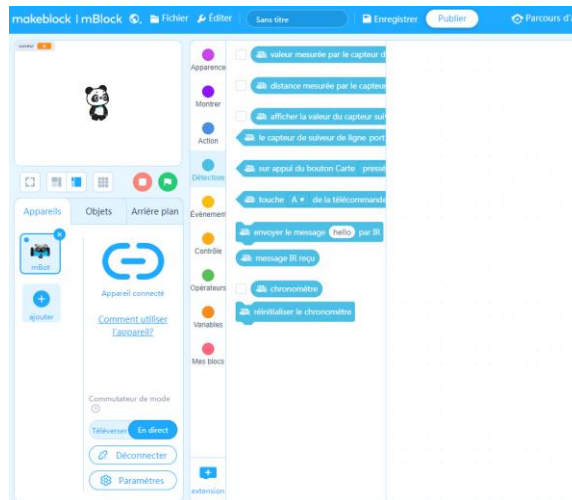 makeblock | mBlock Fichier Éditer Sans titre Enregistrer Publier Parcours d'a
Apparence
Montrer
Action
Détection
Évènement
Contrôle
Opérateurs
Variables
Mes blocs
extension
valeur mesurée par le capteur d
distance mesurée par le capteur
afficher la valeur du capteur sui
le capteur de suiveur de ligne port
sur appui du bouton Carte pressé
touche A de la télécommande
envoyer le message hello par IR
message IR reçu
chronomètre
réinitialiser le chronomètre
Appareils Objets Arrière plan
mBot
ajouter
Appareil connecté
Comment utiliser
l'appareil?
Commutateur de mode
Téléverser En direct
Déconnecter
Paramètres